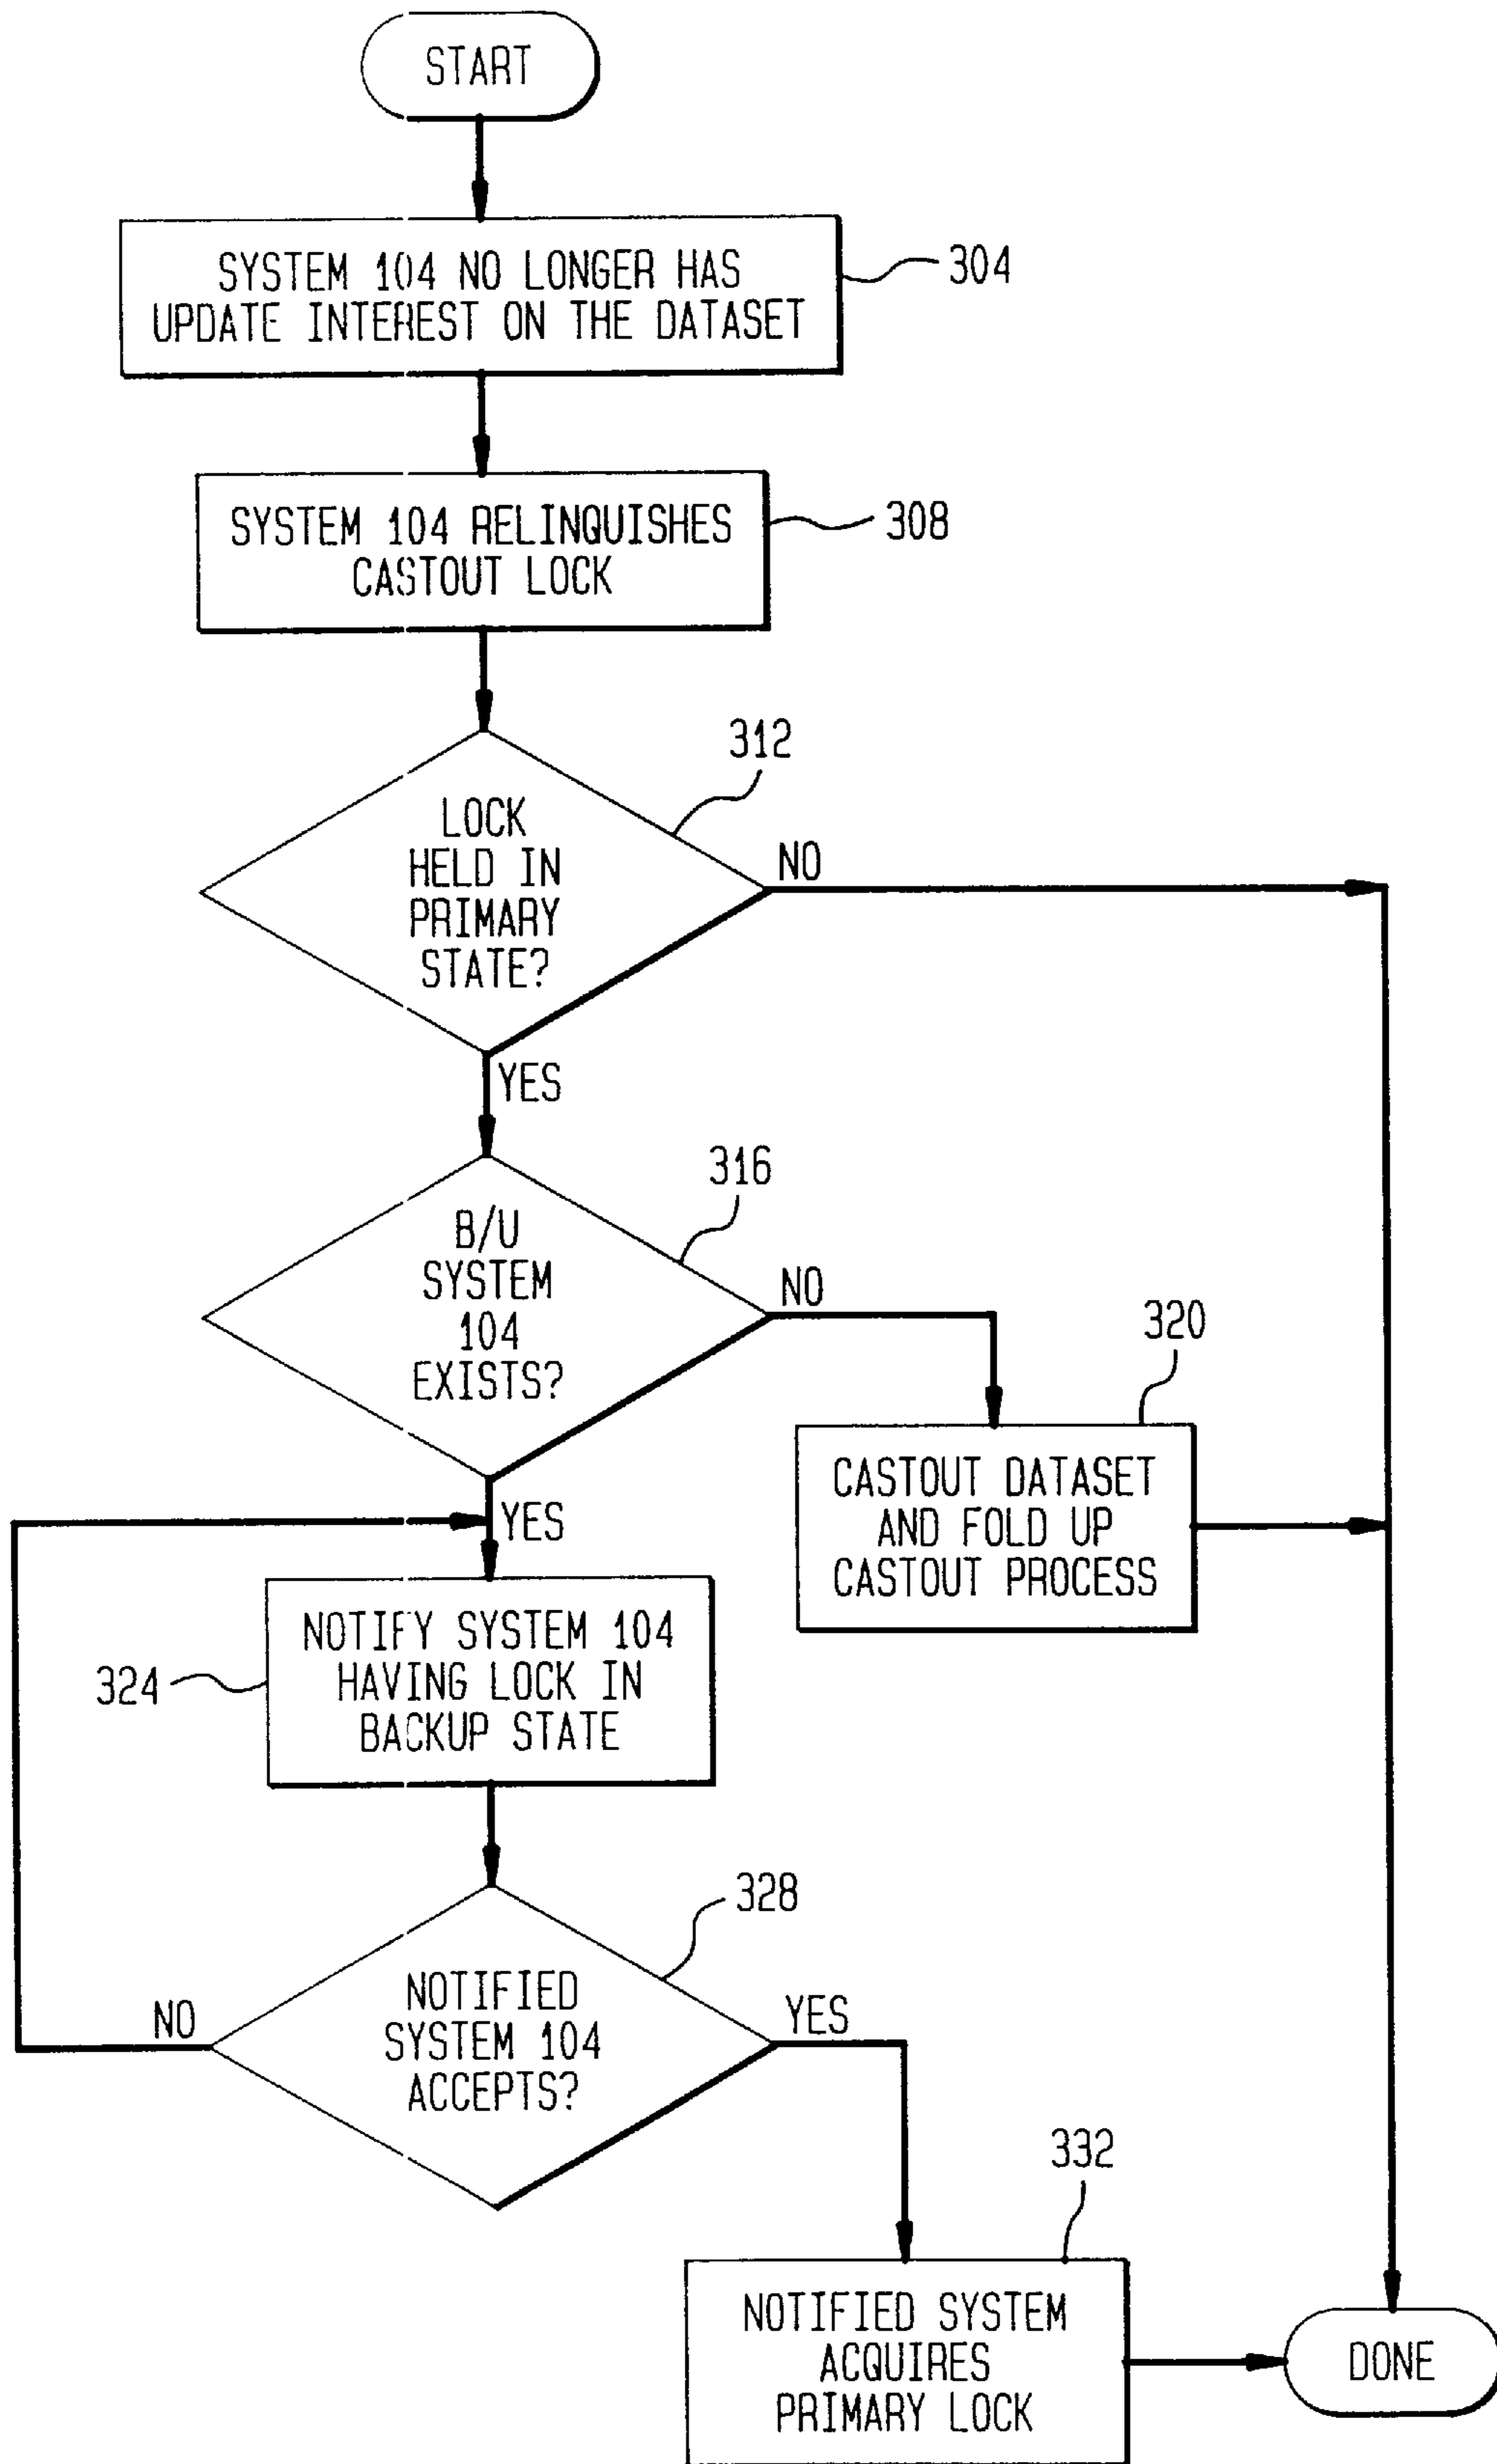 START
SYSTEM 104 NO LONGER HAS
UPDATE INTEREST ON THE DATASET
304
SYSTEM 104 RELINQUISHES
CASTOUT LOCK
308
312
LOCK
HELD IN
PRIMARY
STATE?
NO
YES
316
B/U
SYSTEM
104
EXISTS?
NO
YES
320
CASTOUT DATASET
AND FOLD UP
CASTOUT PROCESS
NOTIFY SYSTEM 104
HAVING LOCK IN
BACKUP STATE
324
328
NOTIFIED
SYSTEM 104
ACCEPTS?
NO
YES
332
NOTIFIED SYSTEM
ACQUIRES
PRIMARY LOCK
DONE